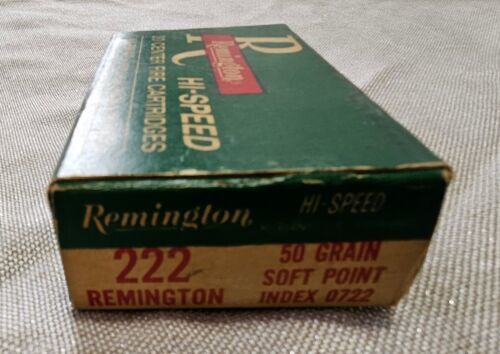 R
Remington
HI-SPEED
20 CENTER FIRE CARTRIDGES
Remington HI-SPEED
222 50 GRAIN
SOFT POINT
REMINGTON INDEX 0722